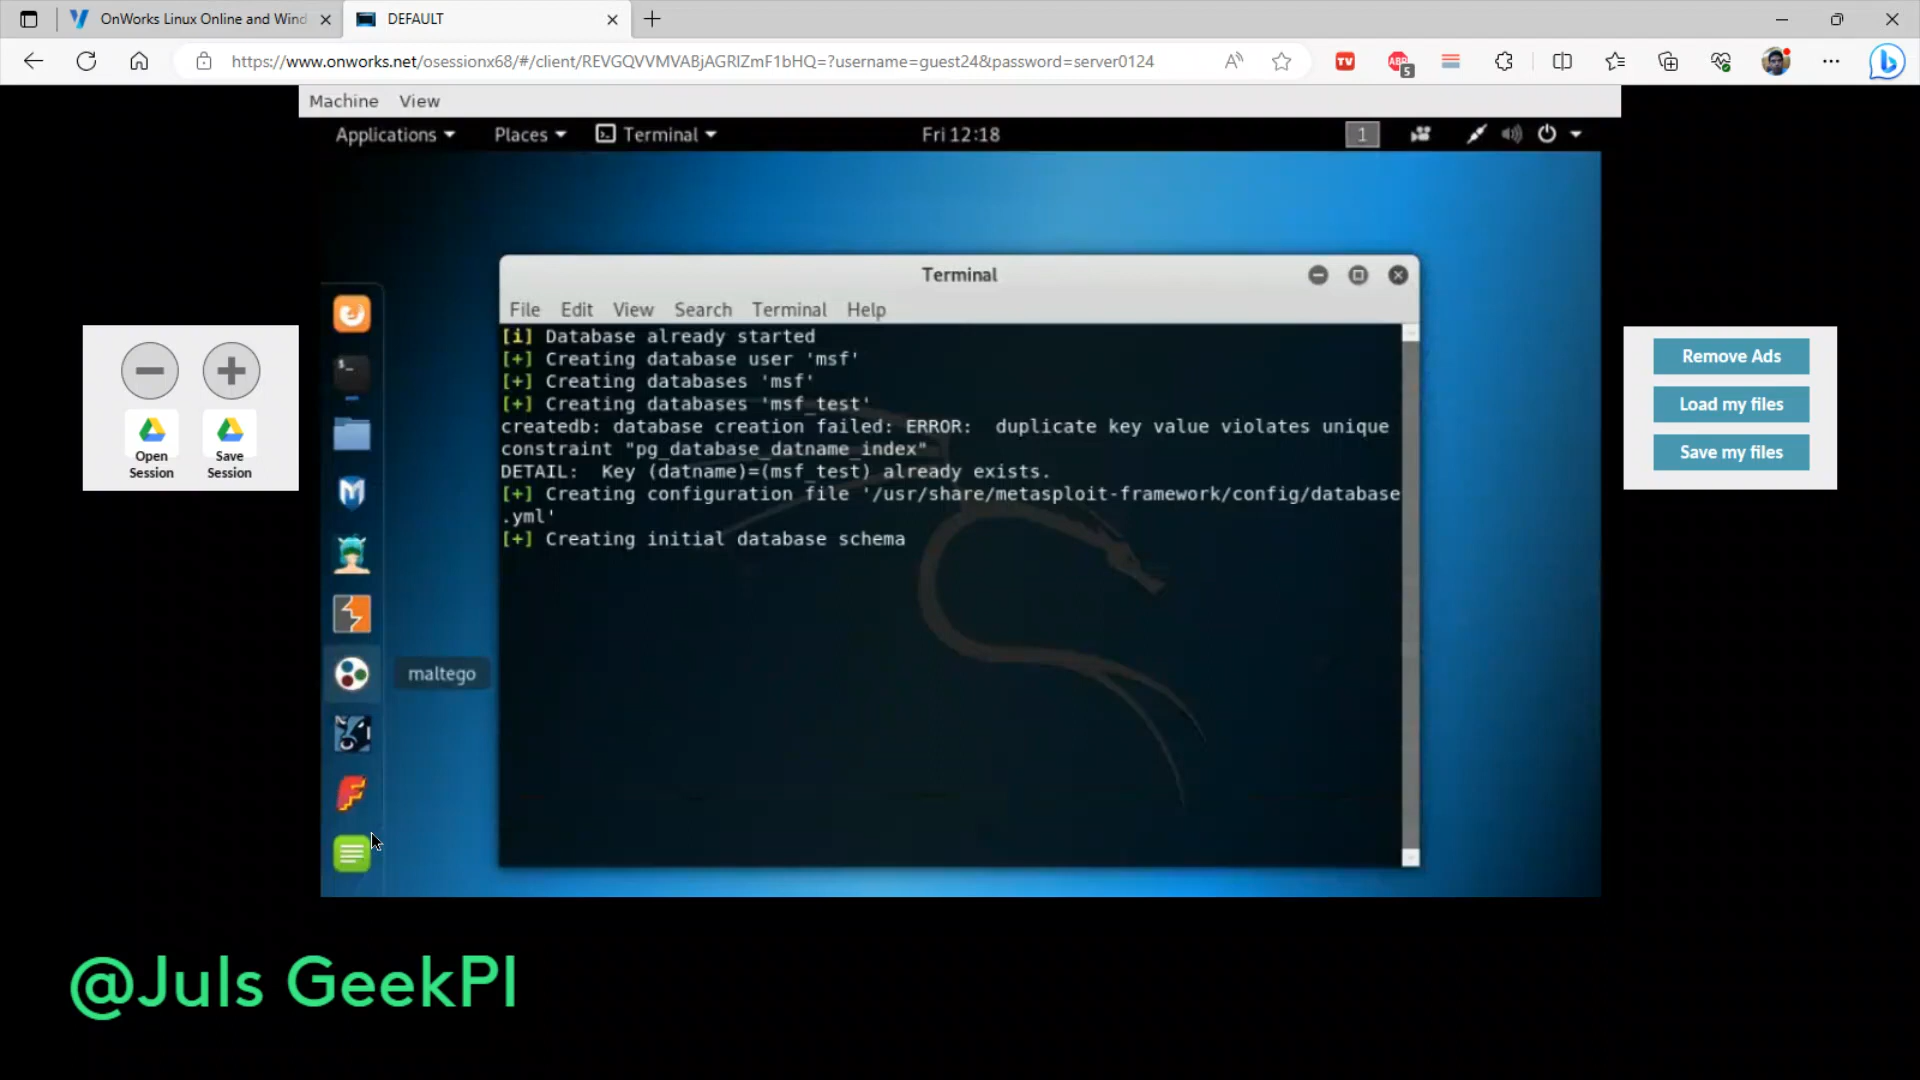 OnWorks Linux Online and Wind
DEFAULT
https://www.onworks.net/osessionx68/#/client/REVGQVVMVABjAGRlZmF1bHQ=?username=guest24&password=server0124
Machine View
Applications Places Terminal Fri 12:18 1
Terminal
File Edit View Search Terminal Help
[i] Database already started
[+] Creating database user 'msf'
[+] Creating databases 'msf'
[+] Creating databases 'msf_test'
createdb: database creation failed: ERROR:  duplicate key value violates unique
constraint "pg_database_datname_index"
DETAIL:  Key (datname)=(msf_test) already exists.
[+] Creating configuration file '/usr/share/metasploit-framework/config/database
.yml'
[+] Creating initial database schema
maltego
Open
Session
Save
Session
Remove Ads
Load my files
Save my files
@Juls GeekPI